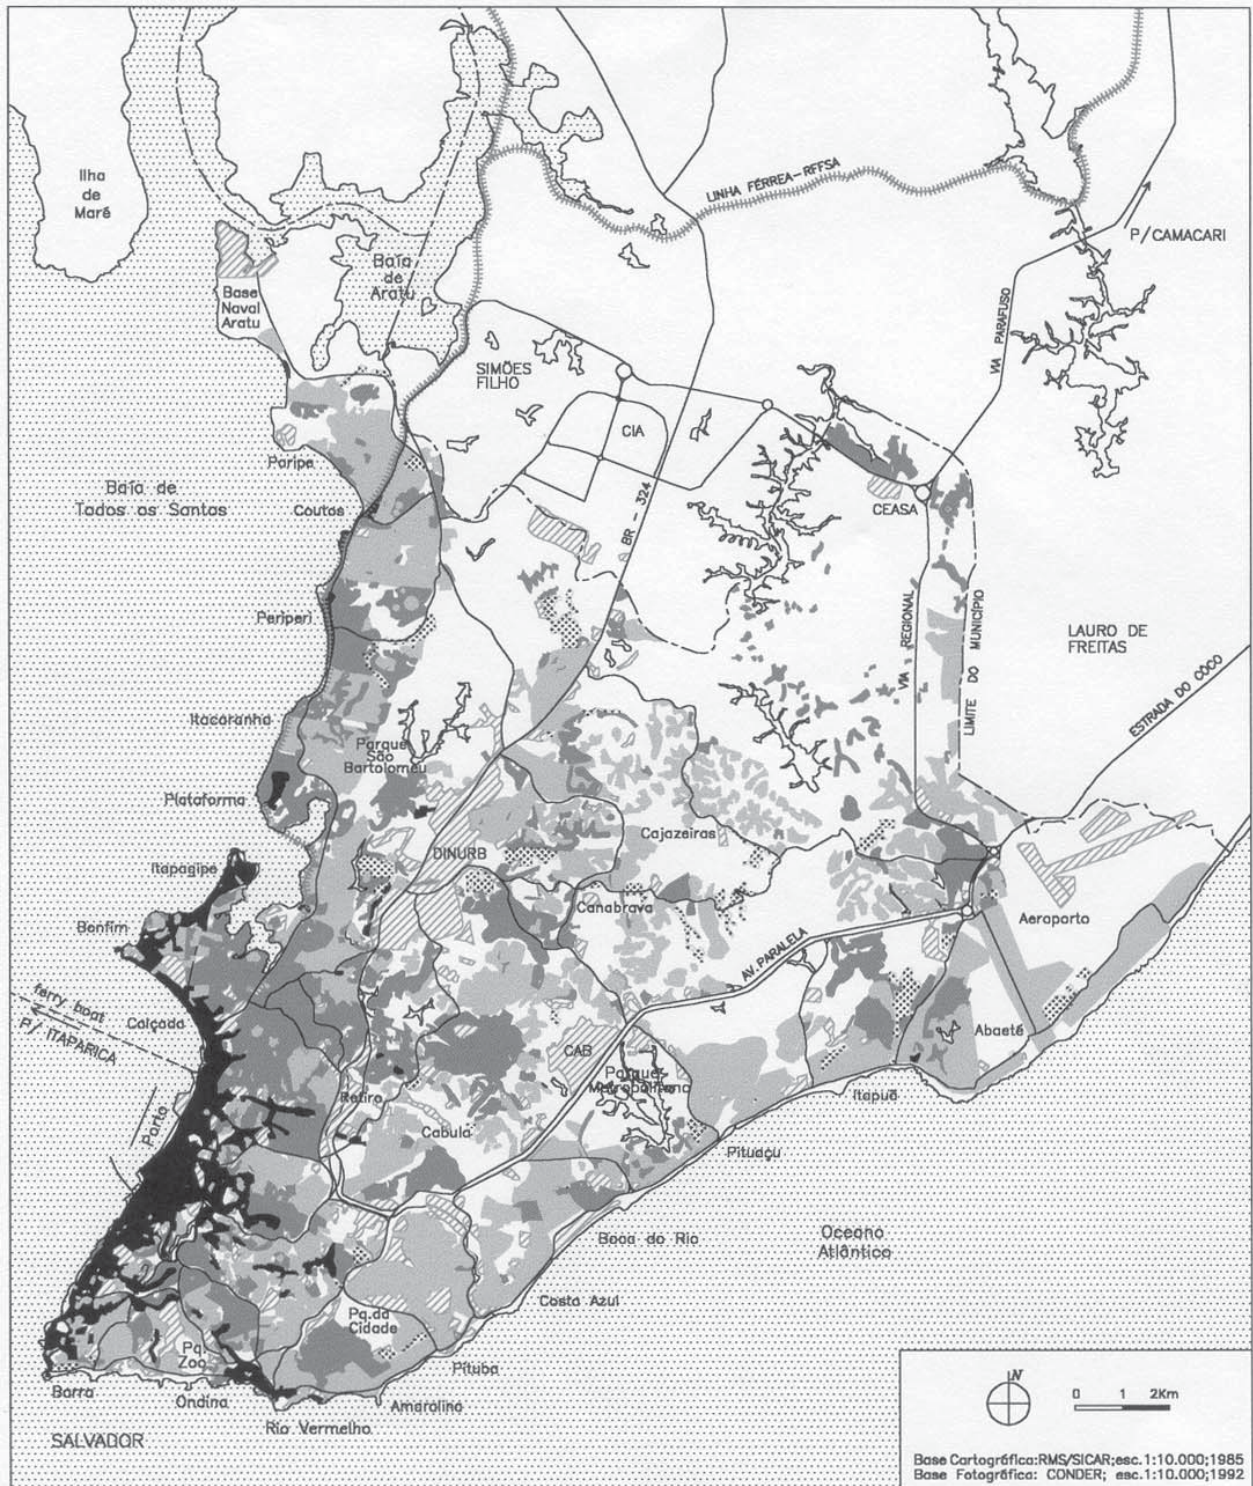 Ilha
de
Maré
LINHA FÉRREA-RFFSA
P/CAMACARI
Baía
de
Aratu
Base
Naval
Aratu
VIA PARAFUSO
SIMÕES
FILHO
CIA
Paripe
Baía de
Todos os Santos
Coutos
CEASA
BR - 324
Periperi
VIA REGIONAL
LIMITE DO MUNICÍPIO
LAURO DE
FREITAS
ESTRADA DO CÔCO
Itacaranha
Parque
São
Bartolomeu
Plataforma
Cajazeiras
DINURB
Itapagipe
Canabrava
Aeroporto
Bonfim
AV. PARALELA
ferry boat
P/ ITAPARICA
Calçada
Abaeté
CAB
Parque
Metropolitano
Retiro
Itapuã
Porto
Cabula
Pituaçu
Boca do Rio
Oceano
Atlântico
Costa Azul
Pq.da
Cidade
Pq.
Zoo
Pituba
Barra
Ondina
Amaralina
Rio Vermelho
SALVADOR
N
0 1 2Km
Base Cartográfica:RMS/SICAR;esc.1:10.000;1985
Base Fotográfica: CONDER; esc.1:10.000;1992